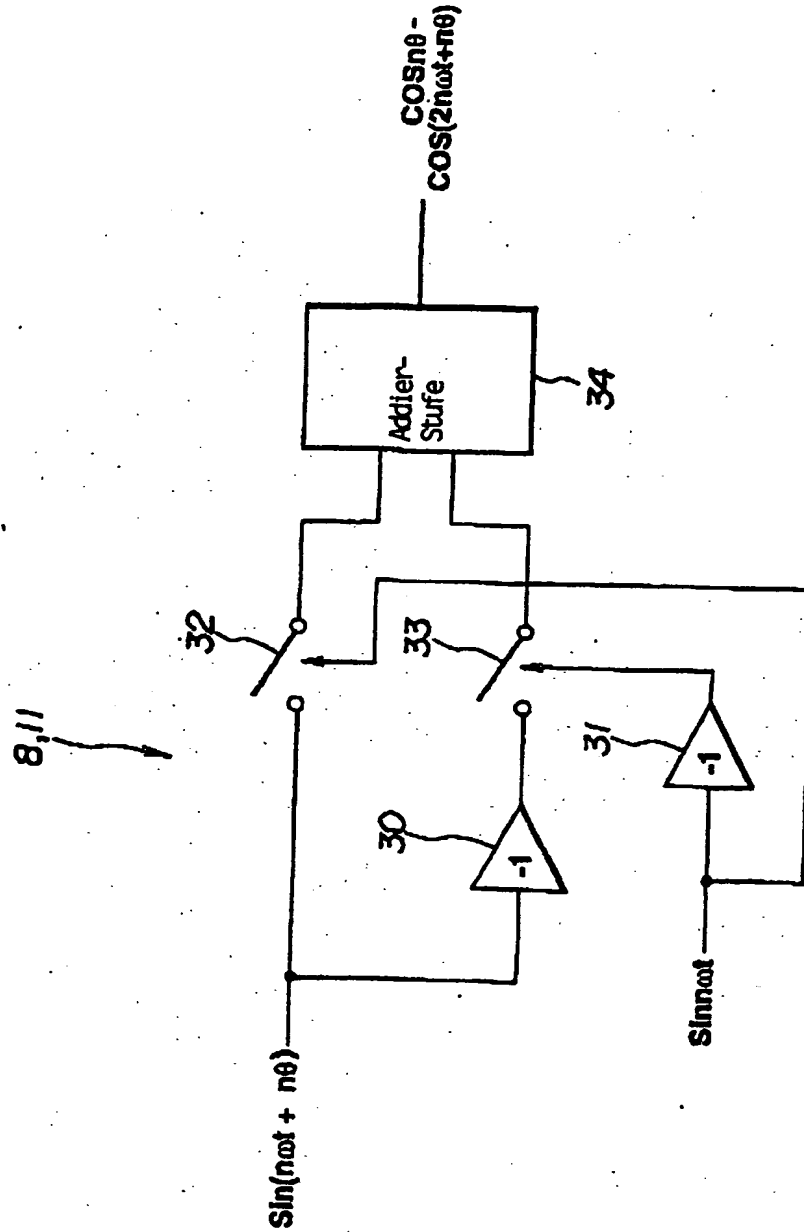 8,11
32
Sin(nωt + nθ)
30
-1
33
Addier-
Stufe
34
COSnθ -
COS(2nωt+nθ)
Sinnωt
31
-1